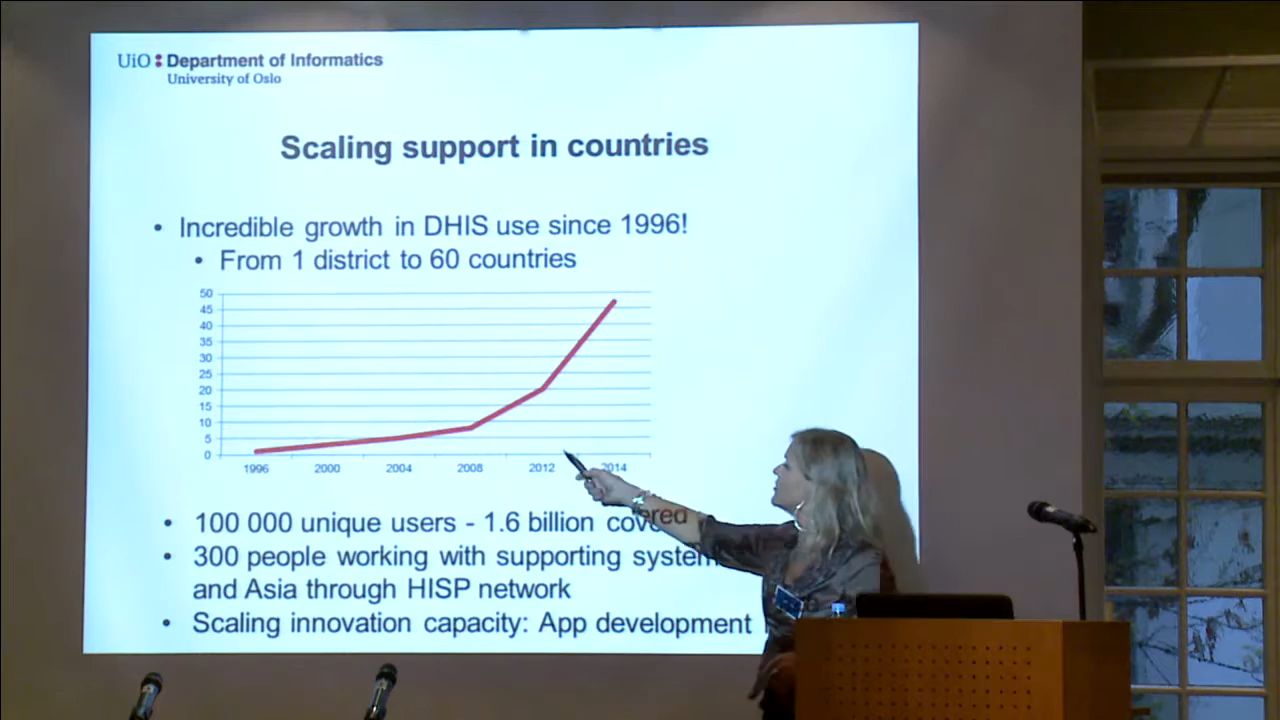 UiO : Department of Informatics
University of Oslo
Scaling support in countries
• Incredible growth in DHIS use since 1996!
• From 1 district to 60 countries
50
45
40
35
30
25
20
15
10
5
0
1996 2000 2004 2008 2012 2014
• 100 000 unique users - 1.6 billion covered
• 300 people working with supporting
and Asia through HISP network
• Scaling innovation capacity: App development